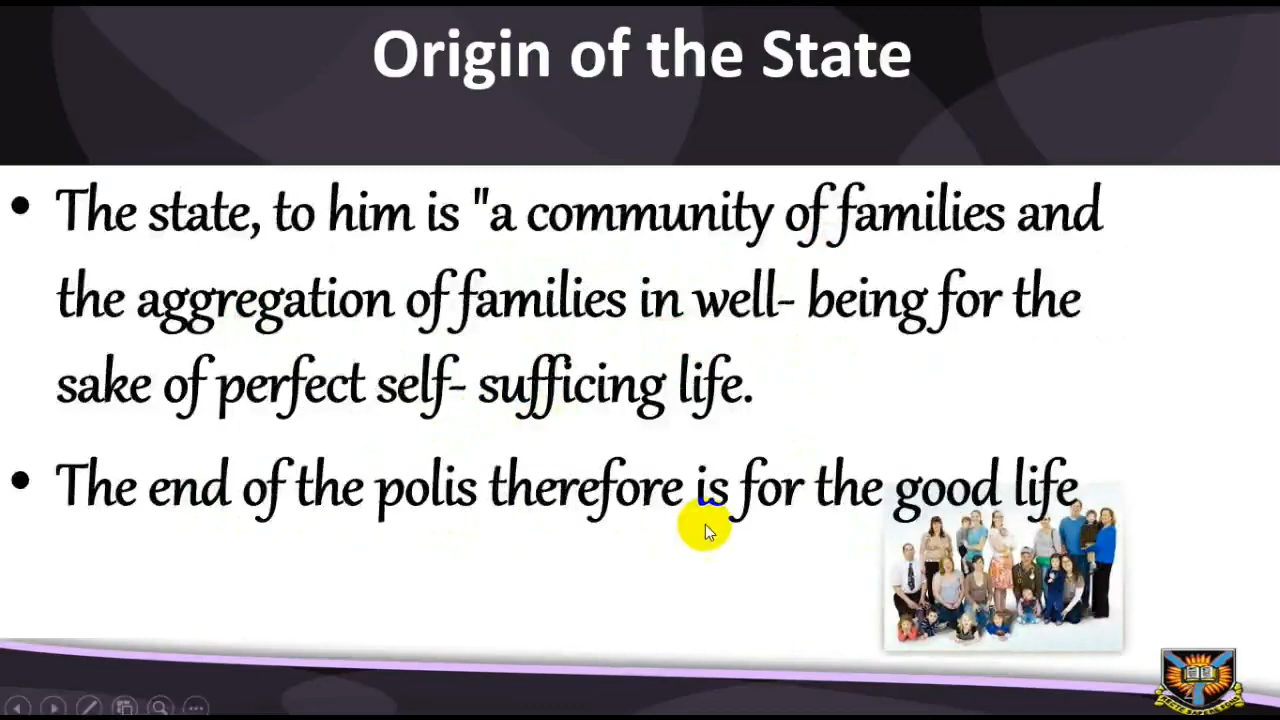 Origin of the State
• The state, to him is "a community of families and
the aggregation of families in well- being for the
sake of perfect self- sufficing life.
• The end of the polis therefore is for the good life